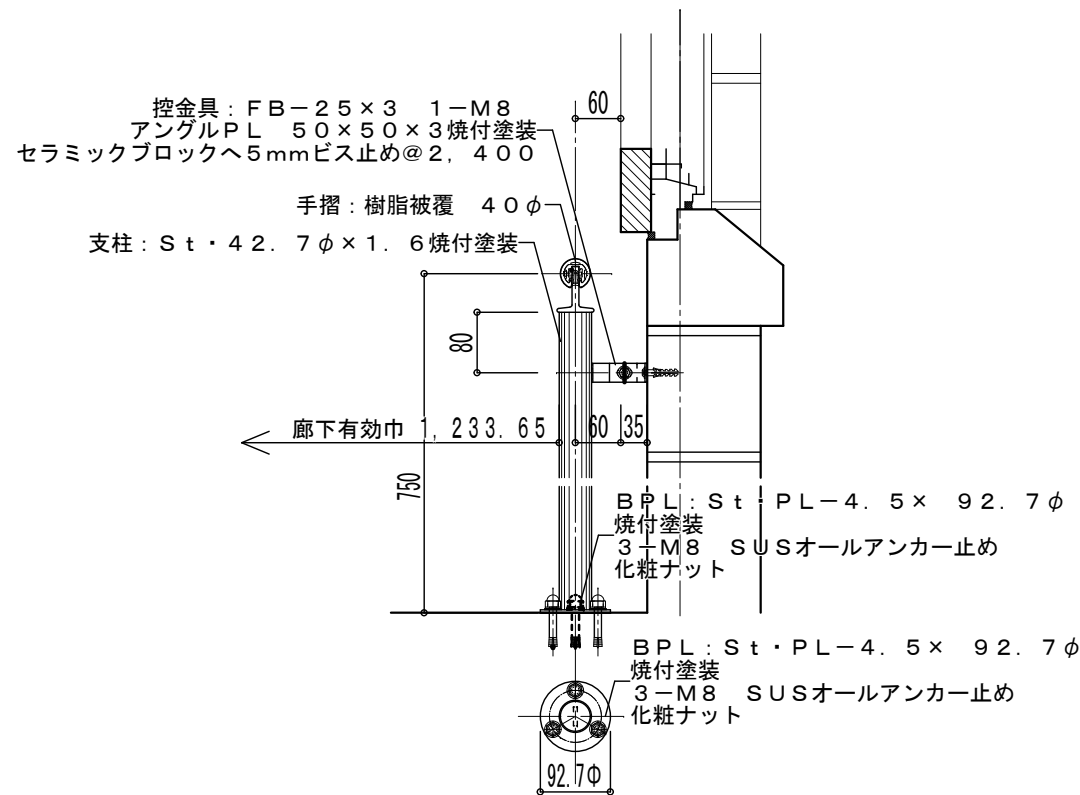 控金具：ＦＢ－２５×３　１－Ｍ８
アングルＰＬ　５０×５０×３焼付塗装
セラミックブロックへ５ｍｍビス止め＠２，４００
60
手摺：樹脂被覆　４０φ
支柱：Ｓｔ・４２．７φ×１．６焼付塗装
80
廊下有効巾　1,233.65
60
35
750
ＢＰＬ：Ｓｔ・ＰＬ－４．５×　９２．７φ
焼付塗装
３－Ｍ８　ＳＵＳオールアンカー止め
化粧ナット
ＢＰＬ：Ｓｔ・ＰＬ－４．５×　９２．７φ
焼付塗装
３－Ｍ８　ＳＵＳオールアンカー止め
化粧ナット
92.7Φ